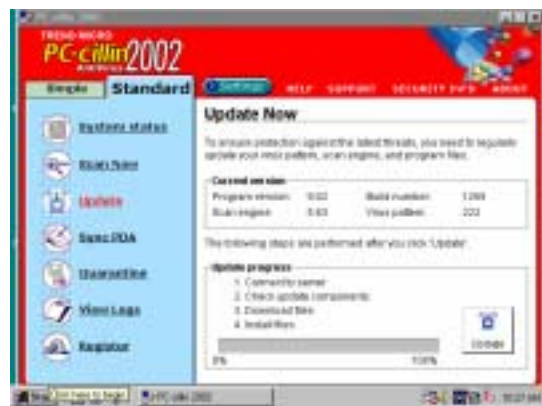 TREND MICRO
PC-cillin 2002
Simple
Standard
Settings
HELP
SUPPORT
SECURITY INFO
ABOUT
System status
Scan Now
Update
Sync PDA
Quarantine
View Logs
Register
Update Now
To ensure protection against the latest threats, you need to regularly
update your virus pattern, scan engine, and program files.
Current version
Program version:
Build number:
Scan engine:
Virus pattern:
222
The following steps are performed after you click 'Update'.
Update progress
1. Connect to server
2. Check update components
3. Download files
4. Install files
Update
0%
100%
Click here to begin